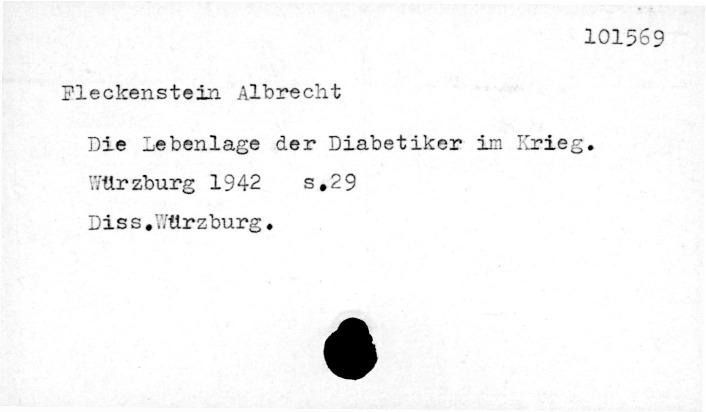 101569
Fleckenstein Albrecht
Die Lebenlage der Diabetiker im Krieg.
Würzburg 1942 s.29
Diss.Würzburg.